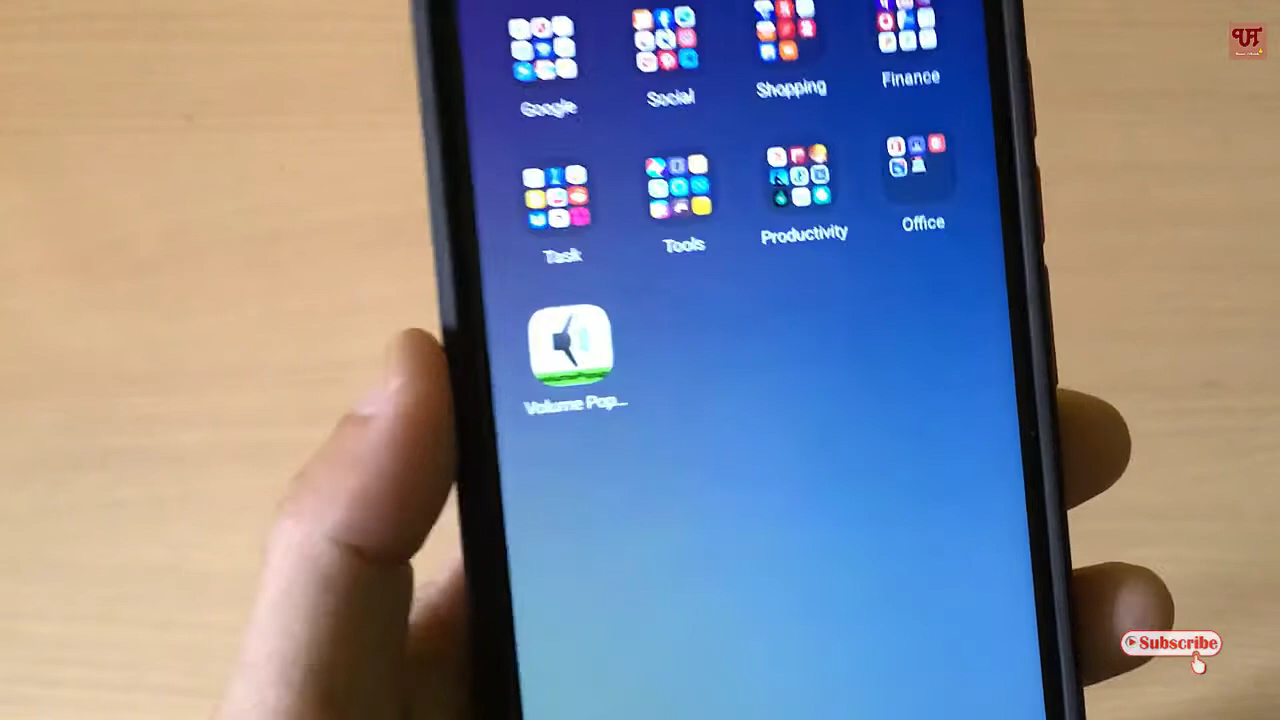 Google
Social
Shopping
Finance
Task
Tools
Productivity
Office
Volume Pop...
Subscribe